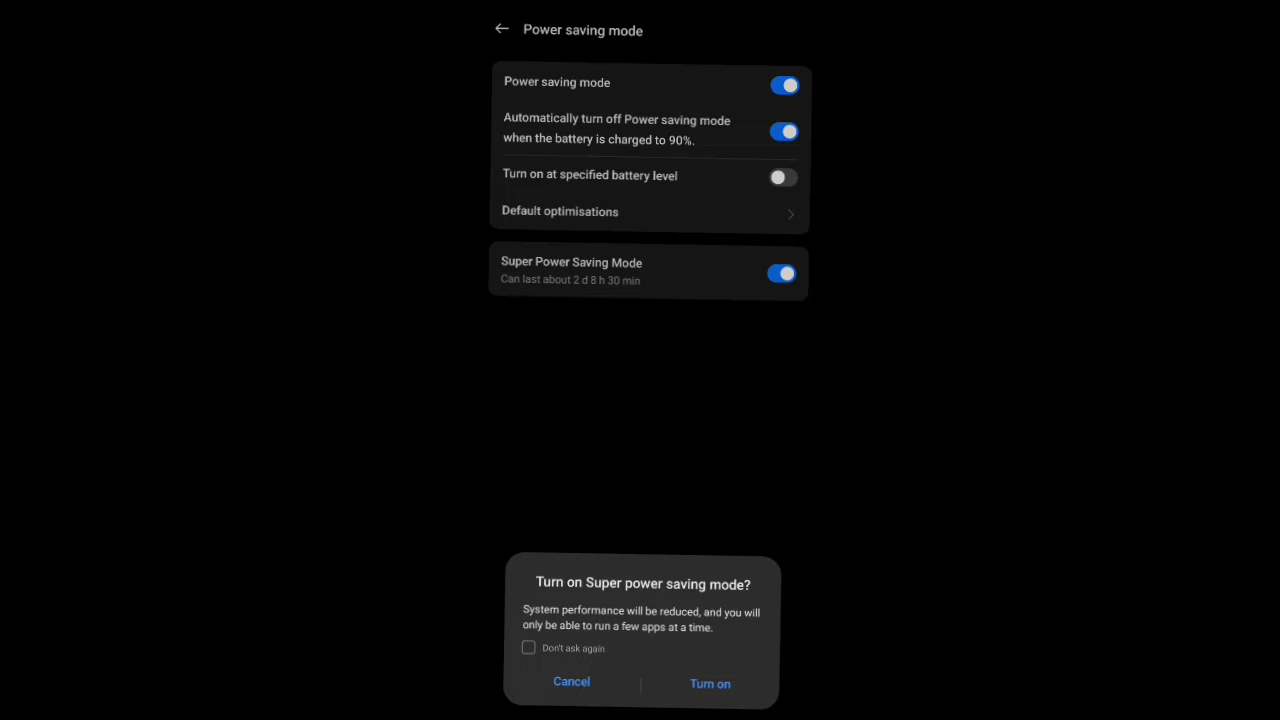 Power saving mode
Power saving mode
Automatically turn off Power saving mode
when the battery is charged to 90%.
Turn on at specified battery level
Default optimisations
Super Power Saving Mode
Can last about 2 d 8 h 30 min
Turn on Super power saving mode?
System performance will be reduced, and you will
only be able to run a few apps at a time.
Don't ask again
Cancel
Turn on